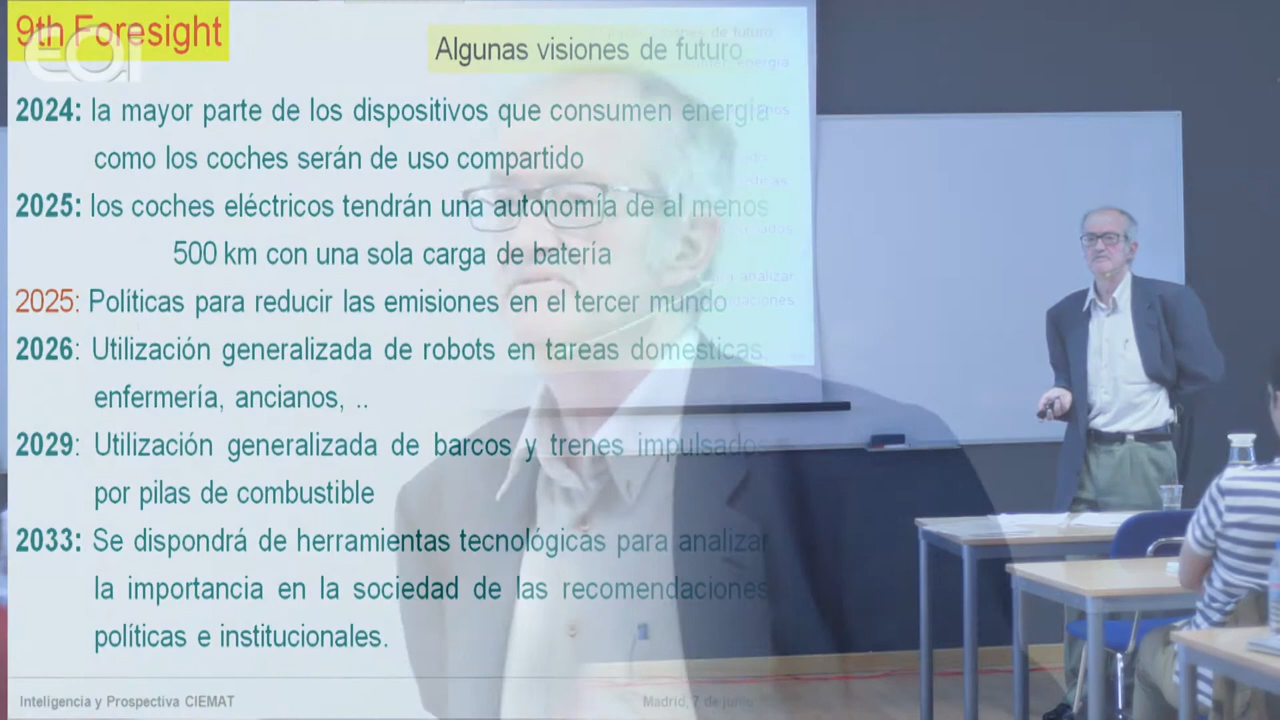 9th Foresight
eoi
Algunas visiones de futuro
2024: la mayor parte de los dispositivos que consumen energía
como los coches serán de uso compartido
2025: los coches eléctricos tendrán una autonomía de al menos
500 km con una sola carga de batería
2025: Políticas para reducir las emisiones en el tercer mundo
2026: Utilización generalizada de robots en tareas domesticas,
enfermería, ancianos, ..
2029: Utilización generalizada de barcos y trenes impulsados
por pilas de combustible
2033: Se dispondrá de herramientas tecnológicas para analizar
la importancia en la sociedad de las recomendaciones
políticas e institucionales.
Inteligencia y Prospectiva CIEMAT
Madrid, 7 de junio